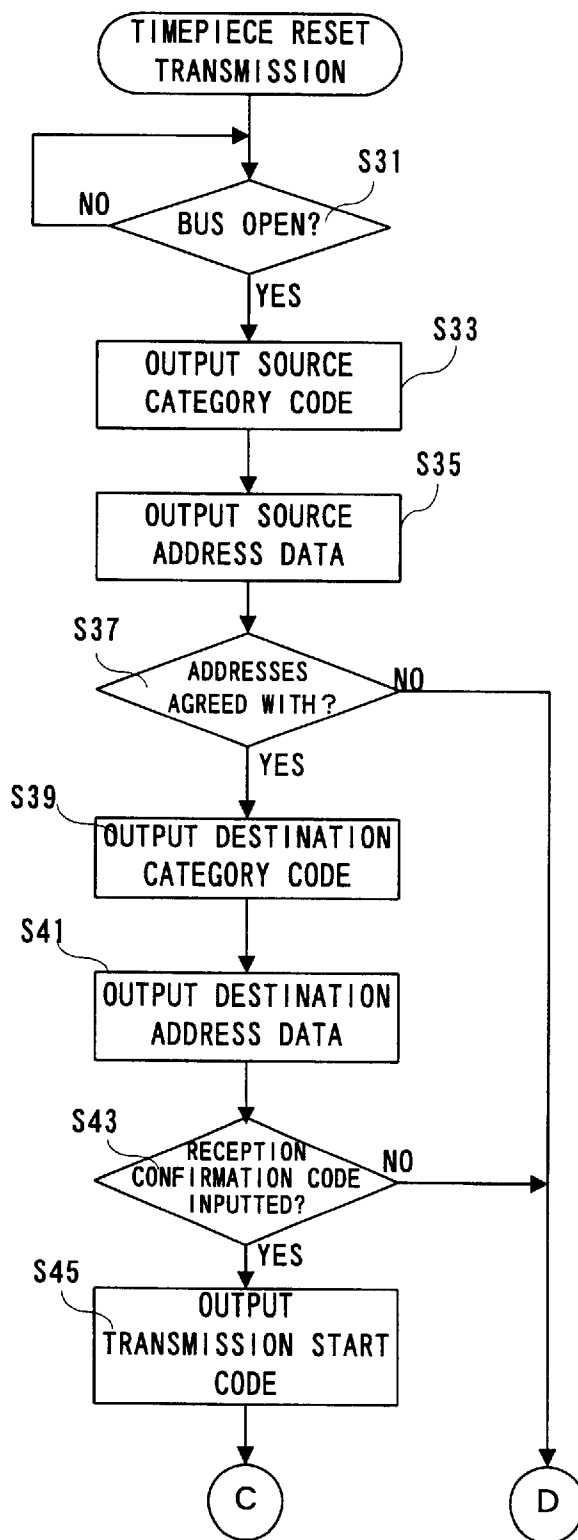 TIMEPIECE RESET
TRANSMISSION
S31
NO
BUS OPEN?
YES
S33
OUTPUT SOURCE
CATEGORY CODE
S35
OUTPUT SOURCE
ADDRESS DATA
S37
ADDRESSES
AGREED WITH?
NO
YES
S39
OUTPUT DESTINATION
CATEGORY CODE
S41
OUTPUT DESTINATION
ADDRESS DATA
S43
RECEPTION
CONFIRMATION CODE
INPUTTED?
NO
YES
S45
OUTPUT
TRANSMISSION START
CODE
C
D